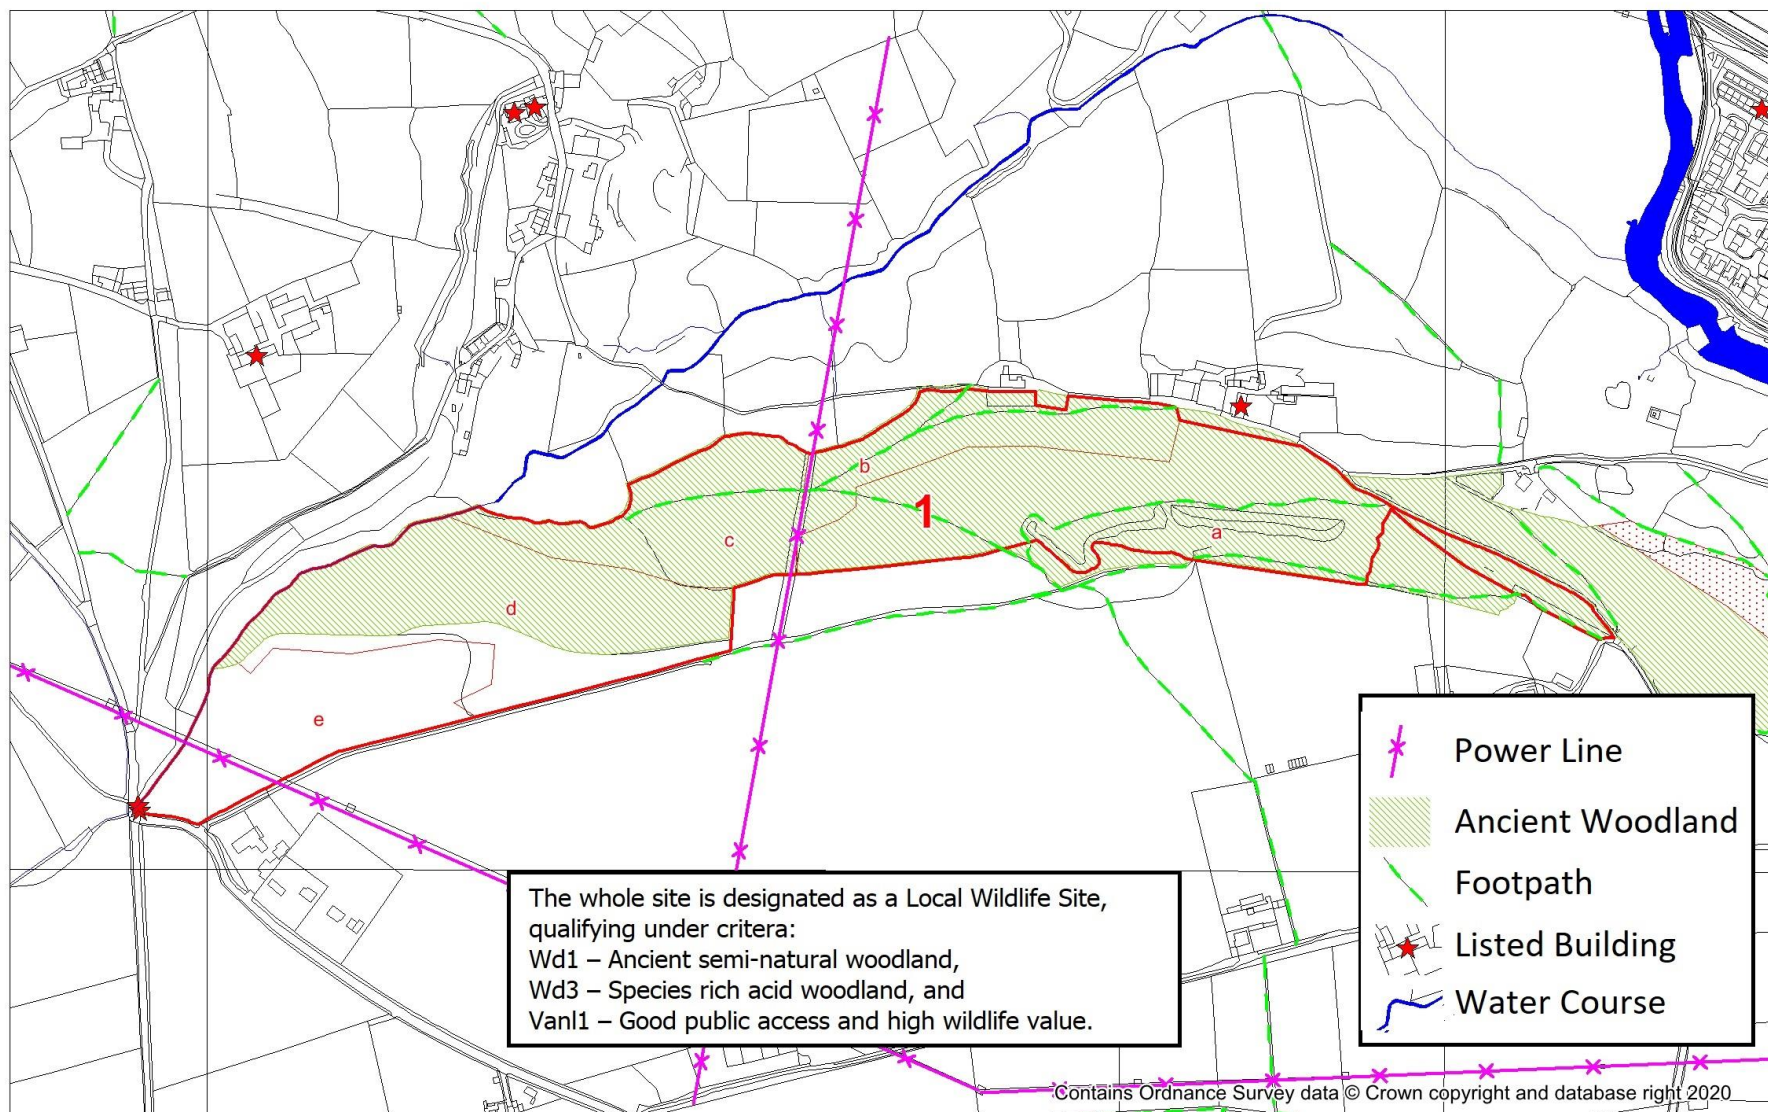 b
1
c
a
d
e
Power Line
Ancient Woodland
Footpath
Listed Building
Water Course
The whole site is designated as a Local Wildlife Site,
qualifying under critera:
Wd1 – Ancient semi-natural woodland,
Wd3 – Species rich acid woodland, and
Vanl1 – Good public access and high wildlife value.
Contains Ordnance Survey data © Crown copyright and database right 2020